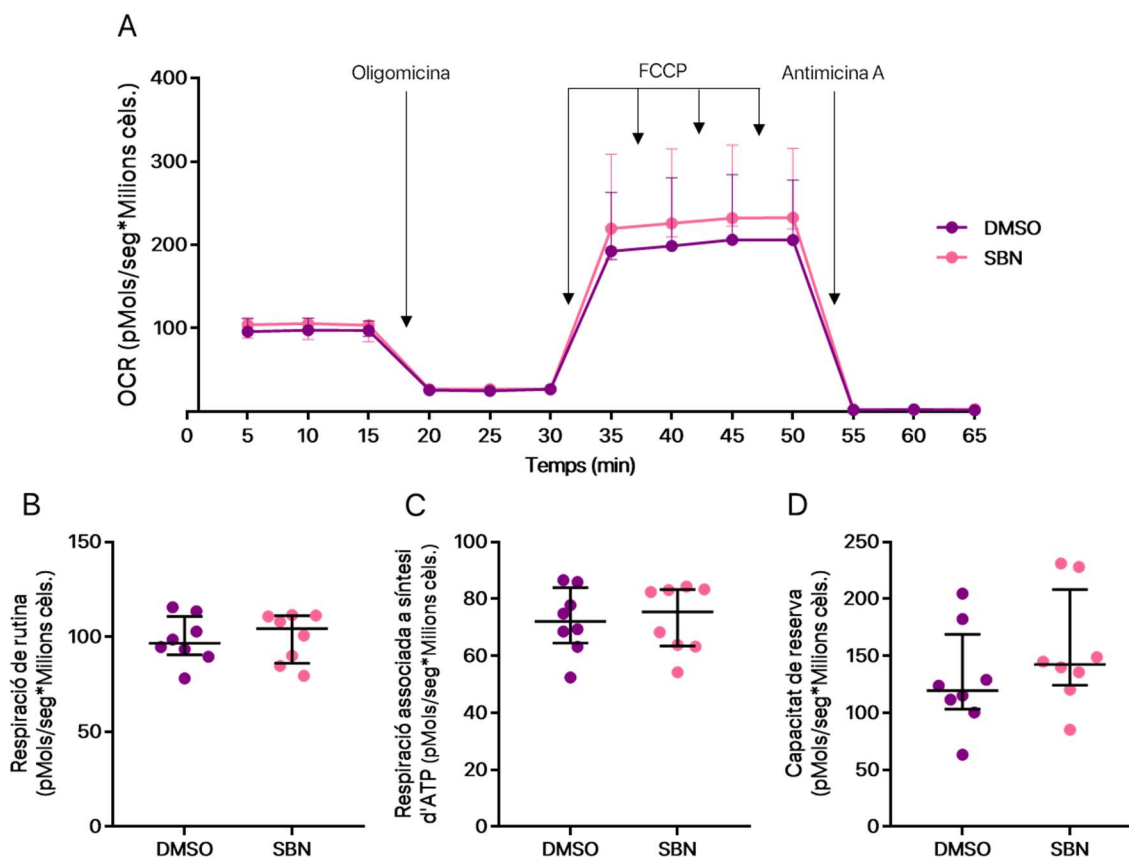 A
Oligomicina
FCCP
Antimicina A
OCR (pMols/seg*Milions cèls.)
400
300
200
100
0
5
10
15
20
25
30
35
40
45
50
55
60
65
Temps (min)
DMSO
SBN
B
Respiració de rutina
(pMols/seg*Milions cèls.)
150
100
50
0
DMSO
SBN
C
Respiració associada a síntesi
d'ATP (pMols/seg*Milions cèls.)
100
80
60
40
20
0
DMSO
SBN
D
Capacitat de reserva
(pMols/seg*Milions cèls.)
250
200
150
100
50
0
DMSO
SBN